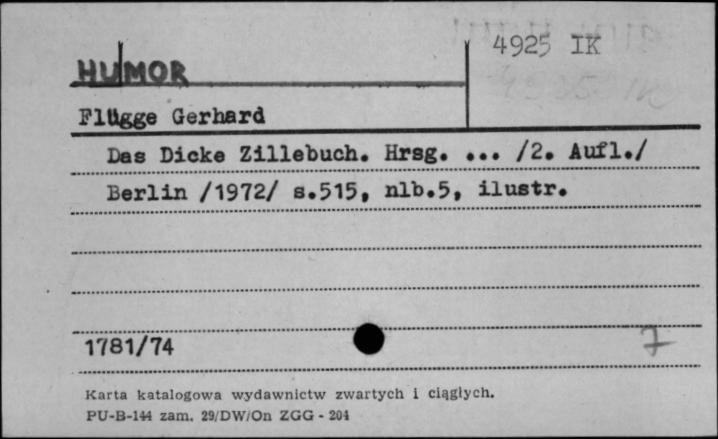 4925 IK
HUMOR
Flügge Gerhard
Das Dicke Zillebuch. Hrsg. ... /2. Aufl./
Berlin /1972/ s.515, nlb.5, ilustr.
1781/74
7
Karta katalogowa wydawnictw zwartych i ciągłych.
PU-B-144 zam. 29/DW/On ZGG - 204